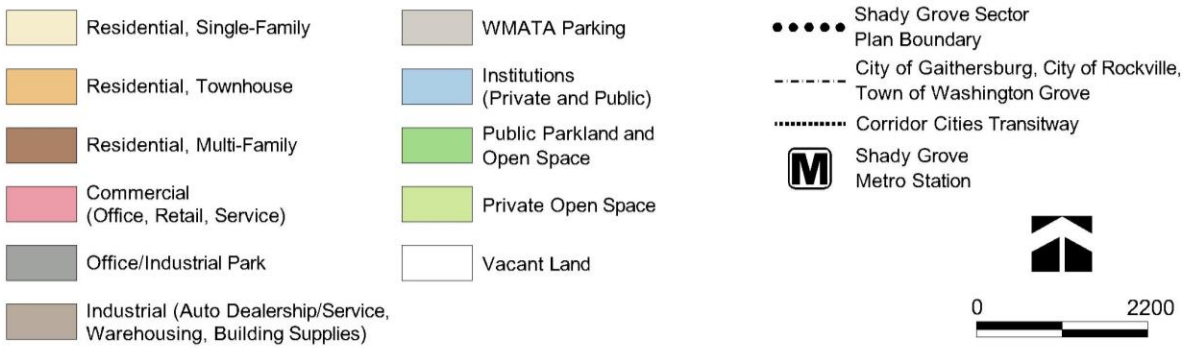 Residential, Single-Family
Residential, Townhouse
Residential, Multi-Family
Commercial
(Office, Retail, Service)
Office/Industrial Park
Industrial (Auto Dealership/Service,
Warehousing, Building Supplies)
WMATA Parking
Institutions
(Private and Public)
Public Parkland and
Open Space
Private Open Space
Vacant Land
Shady Grove Sector
Plan Boundary
City of Gaithersburg, City of Rockville,
Town of Washington Grove
Corridor Cities Transitway
M
Shady Grove
Metro Station
0 2200